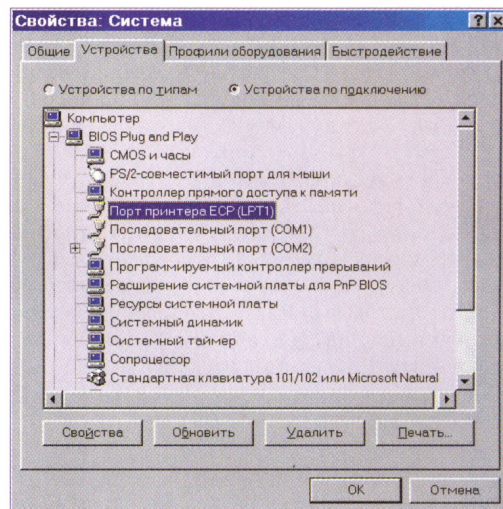 Свойства: Система
Общие Устройства Профили оборудования Быстродействие
Устройства по типам Устройства по подключению
Компьютер
BIOS Plug and Play
CMOS и часы
PS/2-совместимый порт для мыши
Контроллер прямого доступа к памяти
Порт принтера ECP (LPT1)
Последовательный порт (COM1)
Последовательный порт (COM2)
Программируемый контроллер прерываний
Расширение системной платы для PnP BIOS
Ресурсы системной платы
Системный динамик
Системный таймер
Сопроцессор
Стандартная клавиатура 101/102 или Microsoft Natural
Свойства Обновить Удалить Печать...
OK Отмена